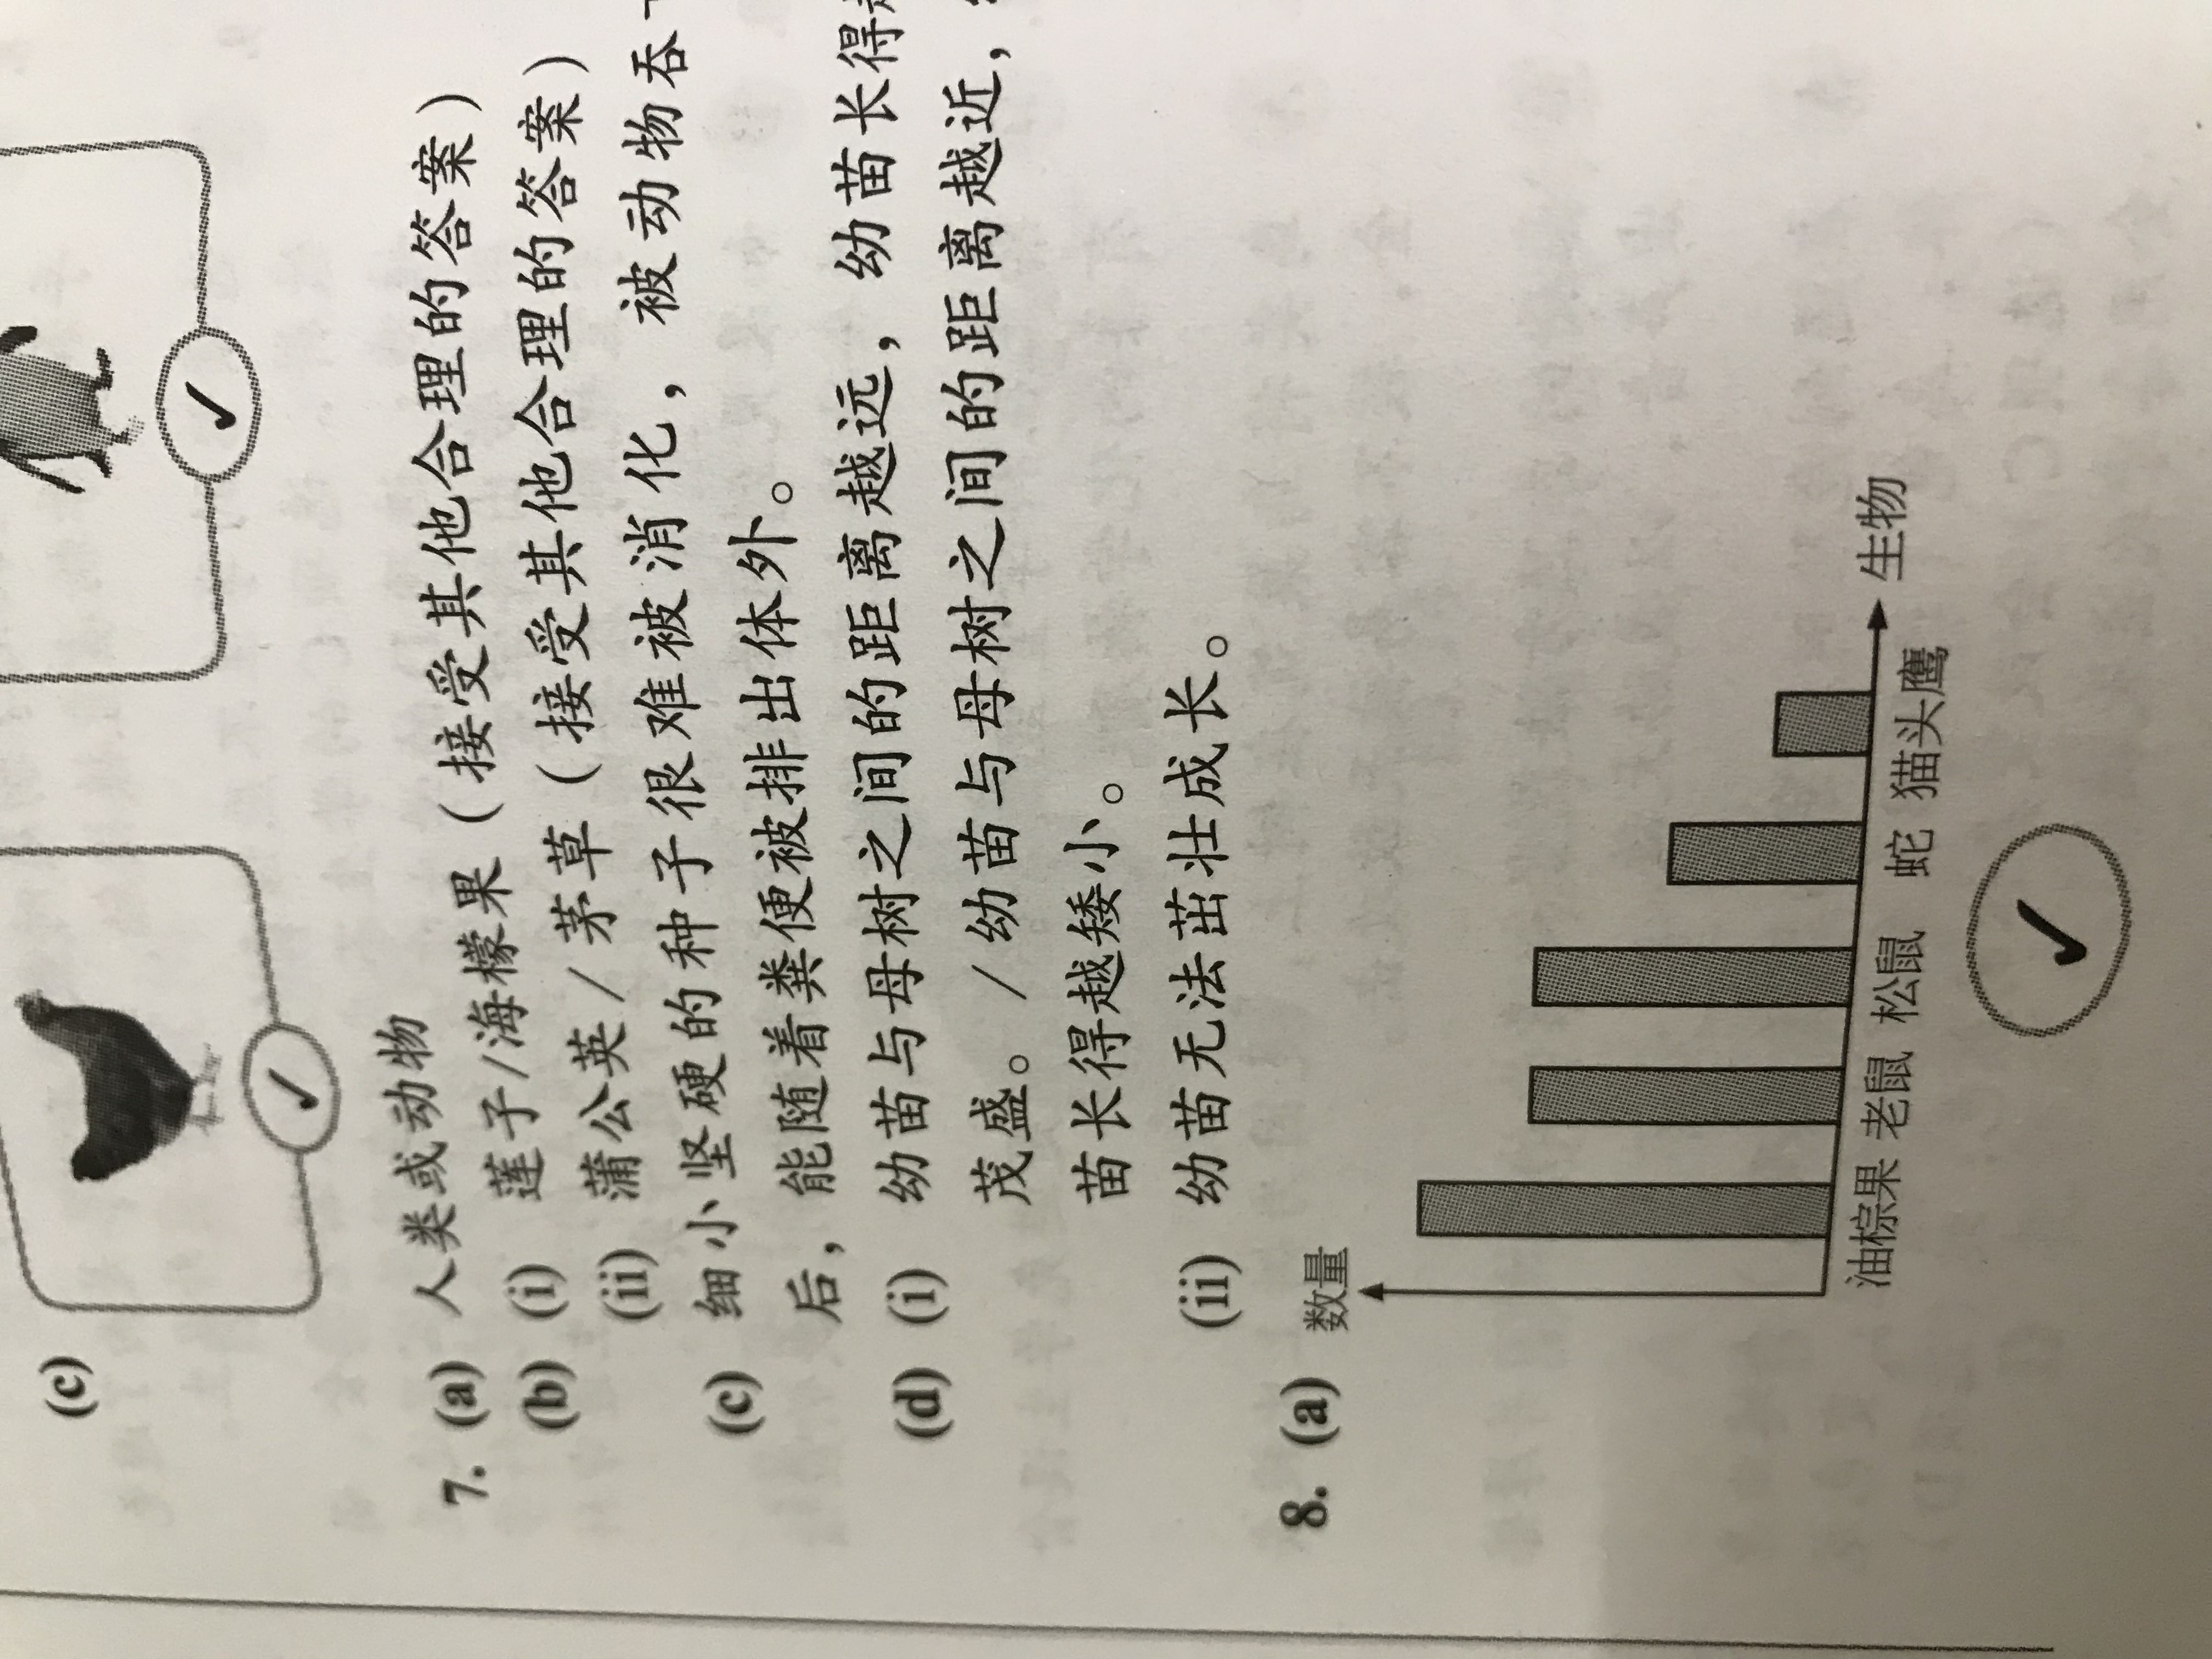 (c)
7. (a) 人类或动物
(b) (i) 莲子/海檬果（接受其他合理的答案）
(ii) 蒲公英 / 茅草（接受其他合理的答案）
(c) 细小坚硬的种子很难被消化，被动物吞
后，能随着粪便被排出体外。
(d) (i) 幼苗与母树之间的距离越远，幼苗长得
茂盛。/ 幼苗与母树之间的距离越近，
苗长得越矮小。
(ii) 幼苗无法茁壮成长。
8. (a) 数量
油棕果 老鼠 松鼠 蛇 猫头鹰 生物